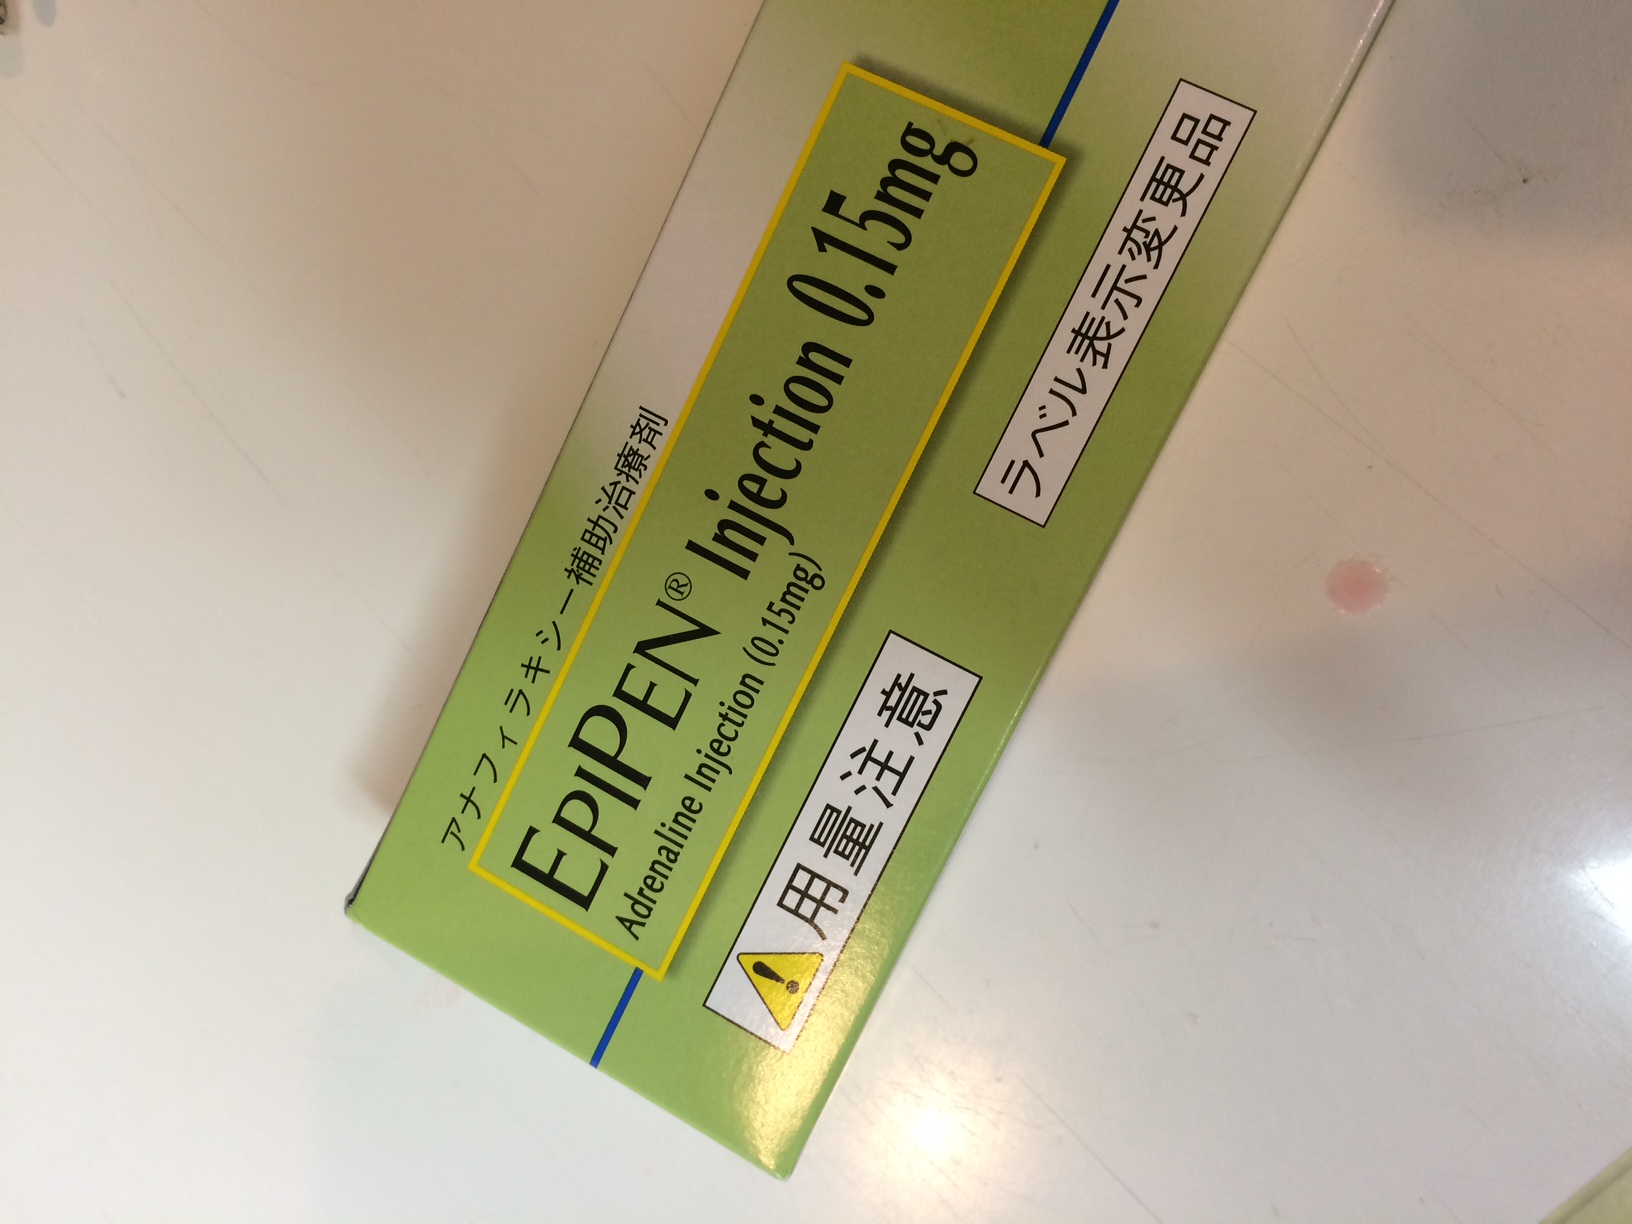 アナフィラキシー補助治療剤
EPIPEN® Injection 0.15mg
Adrenaline Injection (0.15mg)
用量注意
ラベル表示変更品